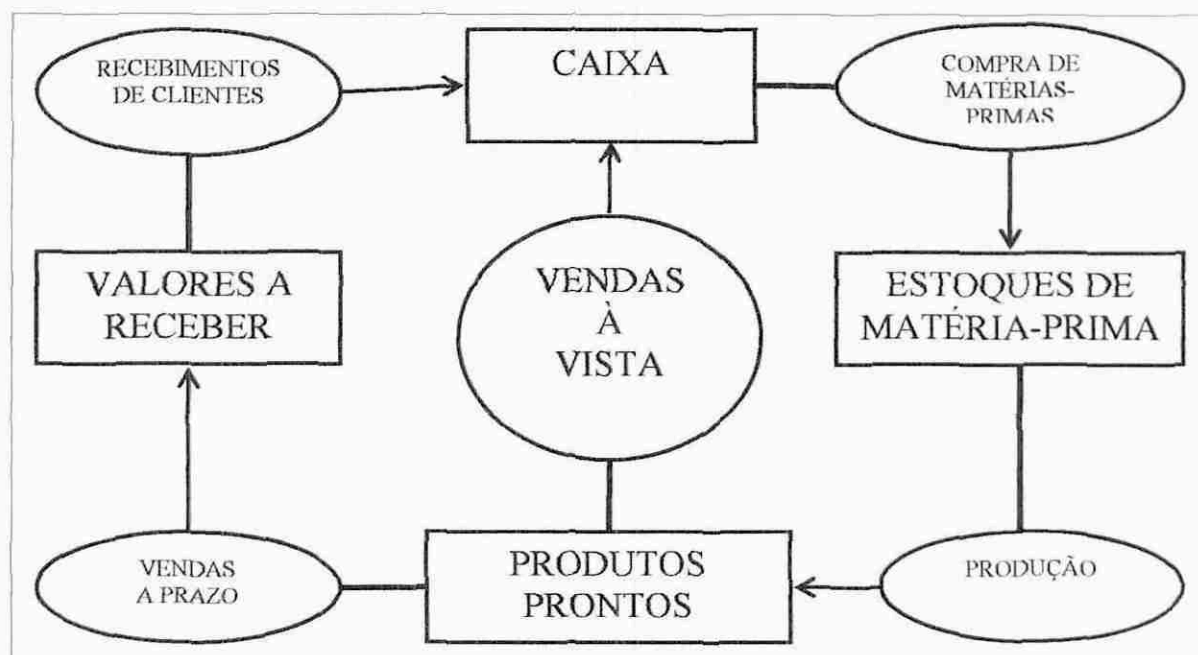 RECEBIMENTOS
DE CLIENTES
CAIXA
COMPRA DE
MATÉRIAS-
PRIMAS
VALORES A
RECEBER
VENDAS
À
VISTA
ESTOQUES DE
MATÉRIA-PRIMA
VENDAS
A PRAZO
PRODUTOS
PRONTOS
PRODUÇÃO